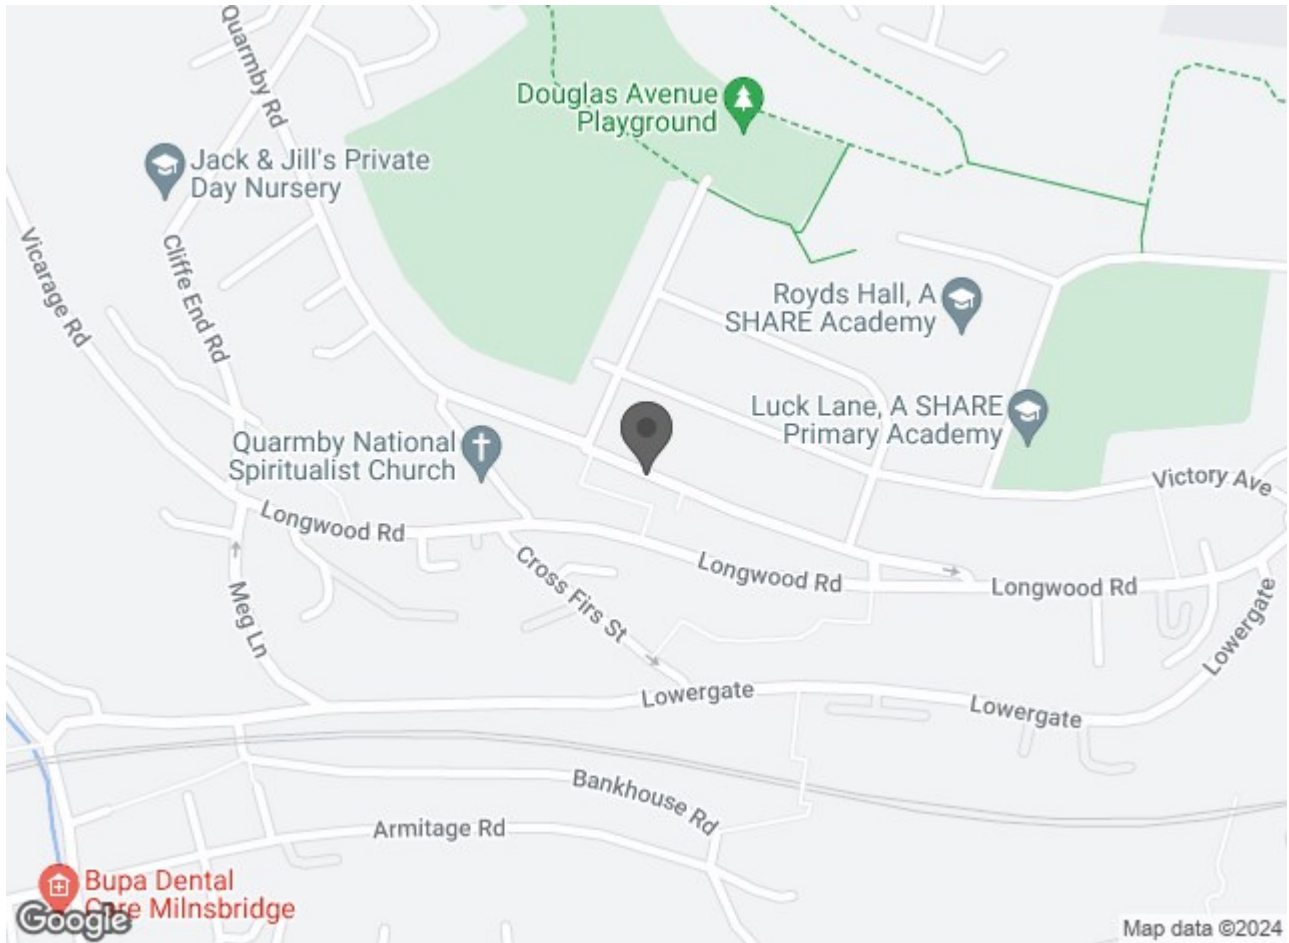 Quarmby Rd
Douglas Avenue
Playground
Jack & Jill's Private
Day Nursery
Vicarage Rd
Cliffe End Rd
Royds Hall, A
SHARE Academy
Luck Lane, A SHARE
Primary Academy
Quarmby National
Spiritualist Church
Victory Ave
Longwood Rd
Longwood Rd
Longwood Rd
Cross Firs St
Meg Ln
Lowergate
Lowergate
Lowergate
Bankhouse Rd
Armitage Rd
Bupa Dental
Care Milnsbridge
Google
Map data ©2024